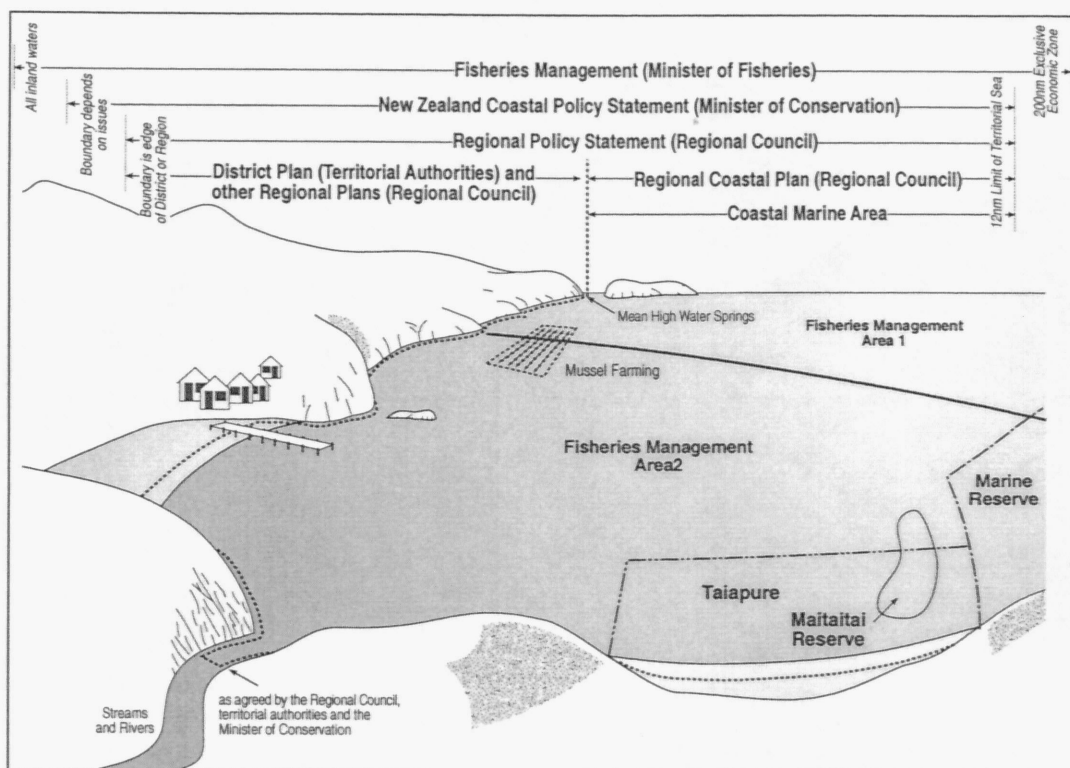 All inland waters
Boundary depends
on issues
Boundary is edge
of District or Region
Fisheries Management (Minister of Fisheries)
New Zealand Coastal Policy Statement (Minister of Conservation)
Regional Policy Statement (Regional Council)
District Plan (Territorial Authorities) and
other Regional Plans (Regional Council)
Regional Coastal Plan (Regional Council)
Coastal Marine Area
12nm Limit of Territorial Sea
200nm Exclusive
Economic Zone
Mean High Water Springs
Fisheries Management
Area 1
Mussel Farming
Fisheries Management
Area2
Marine
Reserve
Taiapure
Maitaitai
Reserve
Streams
and Rivers
as agreed by the Regional Council,
territorial authorities and the
Minister of Conservation